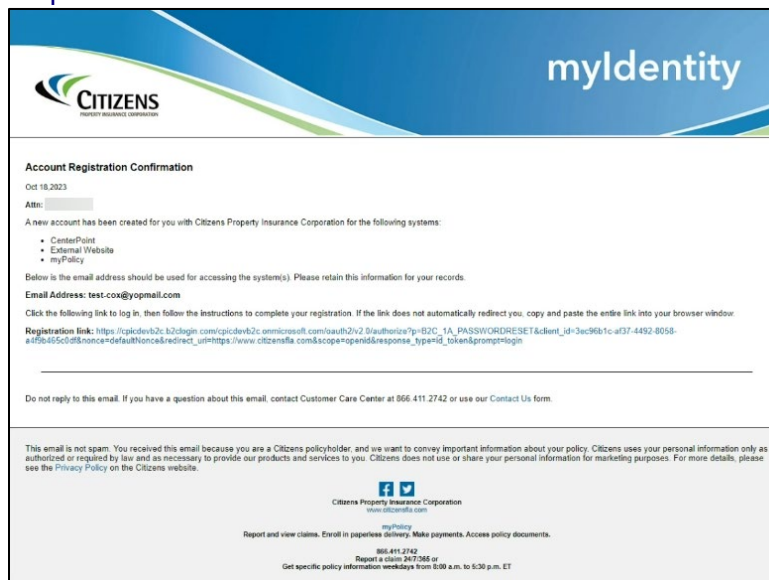 myIdentity
CITIZENS
PROPERTY INSURANCE CORPORATION
Account Registration Confirmation
Oct 18,2023
Attn:
A new account has been created for you with Citizens Property Insurance Corporation for the following systems:
• CenterPoint
• External Website
• myPolicy
Below is the email address should be used for accessing the system(s). Please retain this information for your records.
Email Address: test-cox@yopmail.com
Click the following link to log in, then follow the instructions to complete your registration. If the link does not automatically redirect you, copy and paste the entire link into your browser window.
Registration link: https://cpicdevb2c.b2clogin.com/cpicdevb2c.onmicrosoft.com/oauth2/v2.0/authorize?p=B2C_1A_PASSWORDRESET&client_id=3ec96b1c-af37-4492-8058-
a4f9b465c0df&nonce=defaultNonce&redirect_uri=https://www.citizensfla.com&scope=openid&response_type=id_token&prompt=login
Do not reply to this email. If you have a question about this email, contact Customer Care Center at 866.411.2742 or use our Contact Us form.
This email is not spam. You received this email because you are a Citizens policyholder, and we want to convey important information about your policy. Citizens uses your personal information only as
authorized or required by law and as necessary to provide our products and services to you. Citizens does not use or share your personal information for marketing purposes. For more details, please
see the Privacy Policy on the Citizens website.
Citizens Property Insurance Corporation
www.citizensfla.com
myPolicy
Report and view claims. Enroll in paperless delivery. Make payments. Access policy documents.
866.411.2742
Report a claim 24/7/365 or
Get specific policy information weekdays from 8:00 a.m. to 5:30 p.m. ET